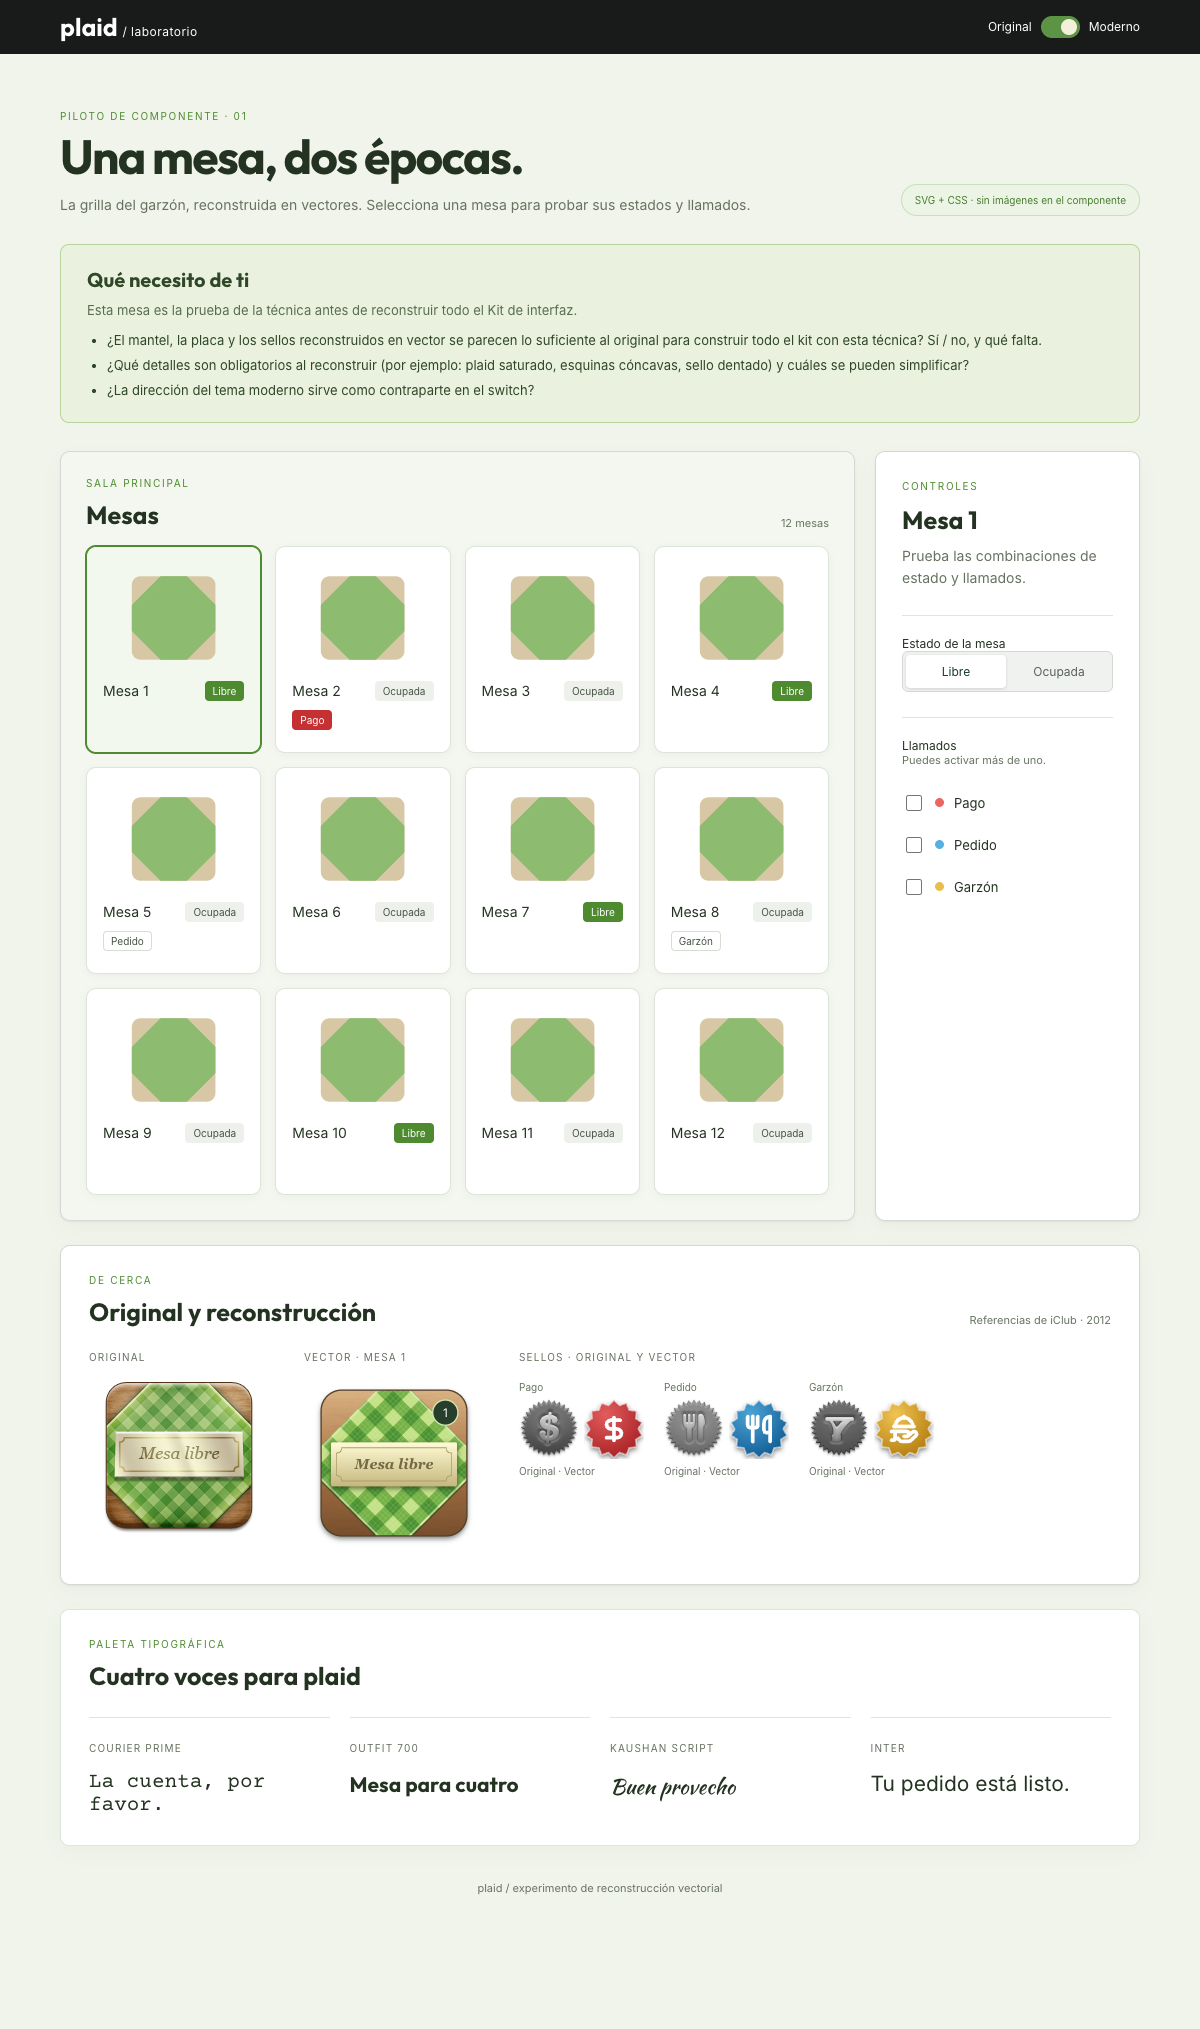 plaid / laboratorio
Original
Moderno
PILOTO DE COMPONENTE · 01
Una mesa, dos épocas.
La grilla del garzón, reconstruida en vectores. Selecciona una mesa para probar sus estados y llamados.
SVG + CSS · sin imágenes en el componente
Qué necesito de ti
Esta mesa es la prueba de la técnica antes de reconstruir todo el Kit de interfaz.
• ¿El mantel, la placa y los sellos reconstruidos en vector se parecen lo suficiente al original para construir todo el kit con esta técnica? Sí / no, y qué falta.
• ¿Qué detalles son obligatorios al reconstruir (por ejemplo: plaid saturado, esquinas cóncavas, sello dentado) y cuáles se pueden simplificar?
• ¿La dirección del tema moderno sirve como contraparte en el switch?
SALA PRINCIPAL
Mesas
12 mesas
Mesa 1
Libre
Mesa 2
Ocupada
Pago
Mesa 3
Ocupada
Mesa 4
Libre
Mesa 5
Ocupada
Pedido
Mesa 6
Ocupada
Mesa 7
Libre
Mesa 8
Ocupada
Garzón
Mesa 9
Ocupada
Mesa 10
Libre
Mesa 11
Ocupada
Mesa 12
Ocupada
CONTROLES
Mesa 1
Prueba las combinaciones de
estado y llamados.
Estado de la mesa
Libre
Ocupada
Llamados
Puedes activar más de uno.
Pago
Pedido
Garzón
DE CERCA
Original y reconstrucción
Referencias de iClub · 2012
ORIGINAL
Mesa libre
VECTOR · MESA 1
1
Mesa libre
SELLOS · ORIGINAL Y VECTOR
Pago
$ $
Original · Vector
Pedido
Original · Vector
Garzón
Original · Vector
PALETA TIPOGRÁFICA
Cuatro voces para plaid
COURIER PRIME
La cuenta, por
favor.
OUTFIT 700
Mesa para cuatro
KAUSHAN SCRIPT
Buen provecho
INTER
Tu pedido está listo.
plaid / experimento de reconstrucción vectorial